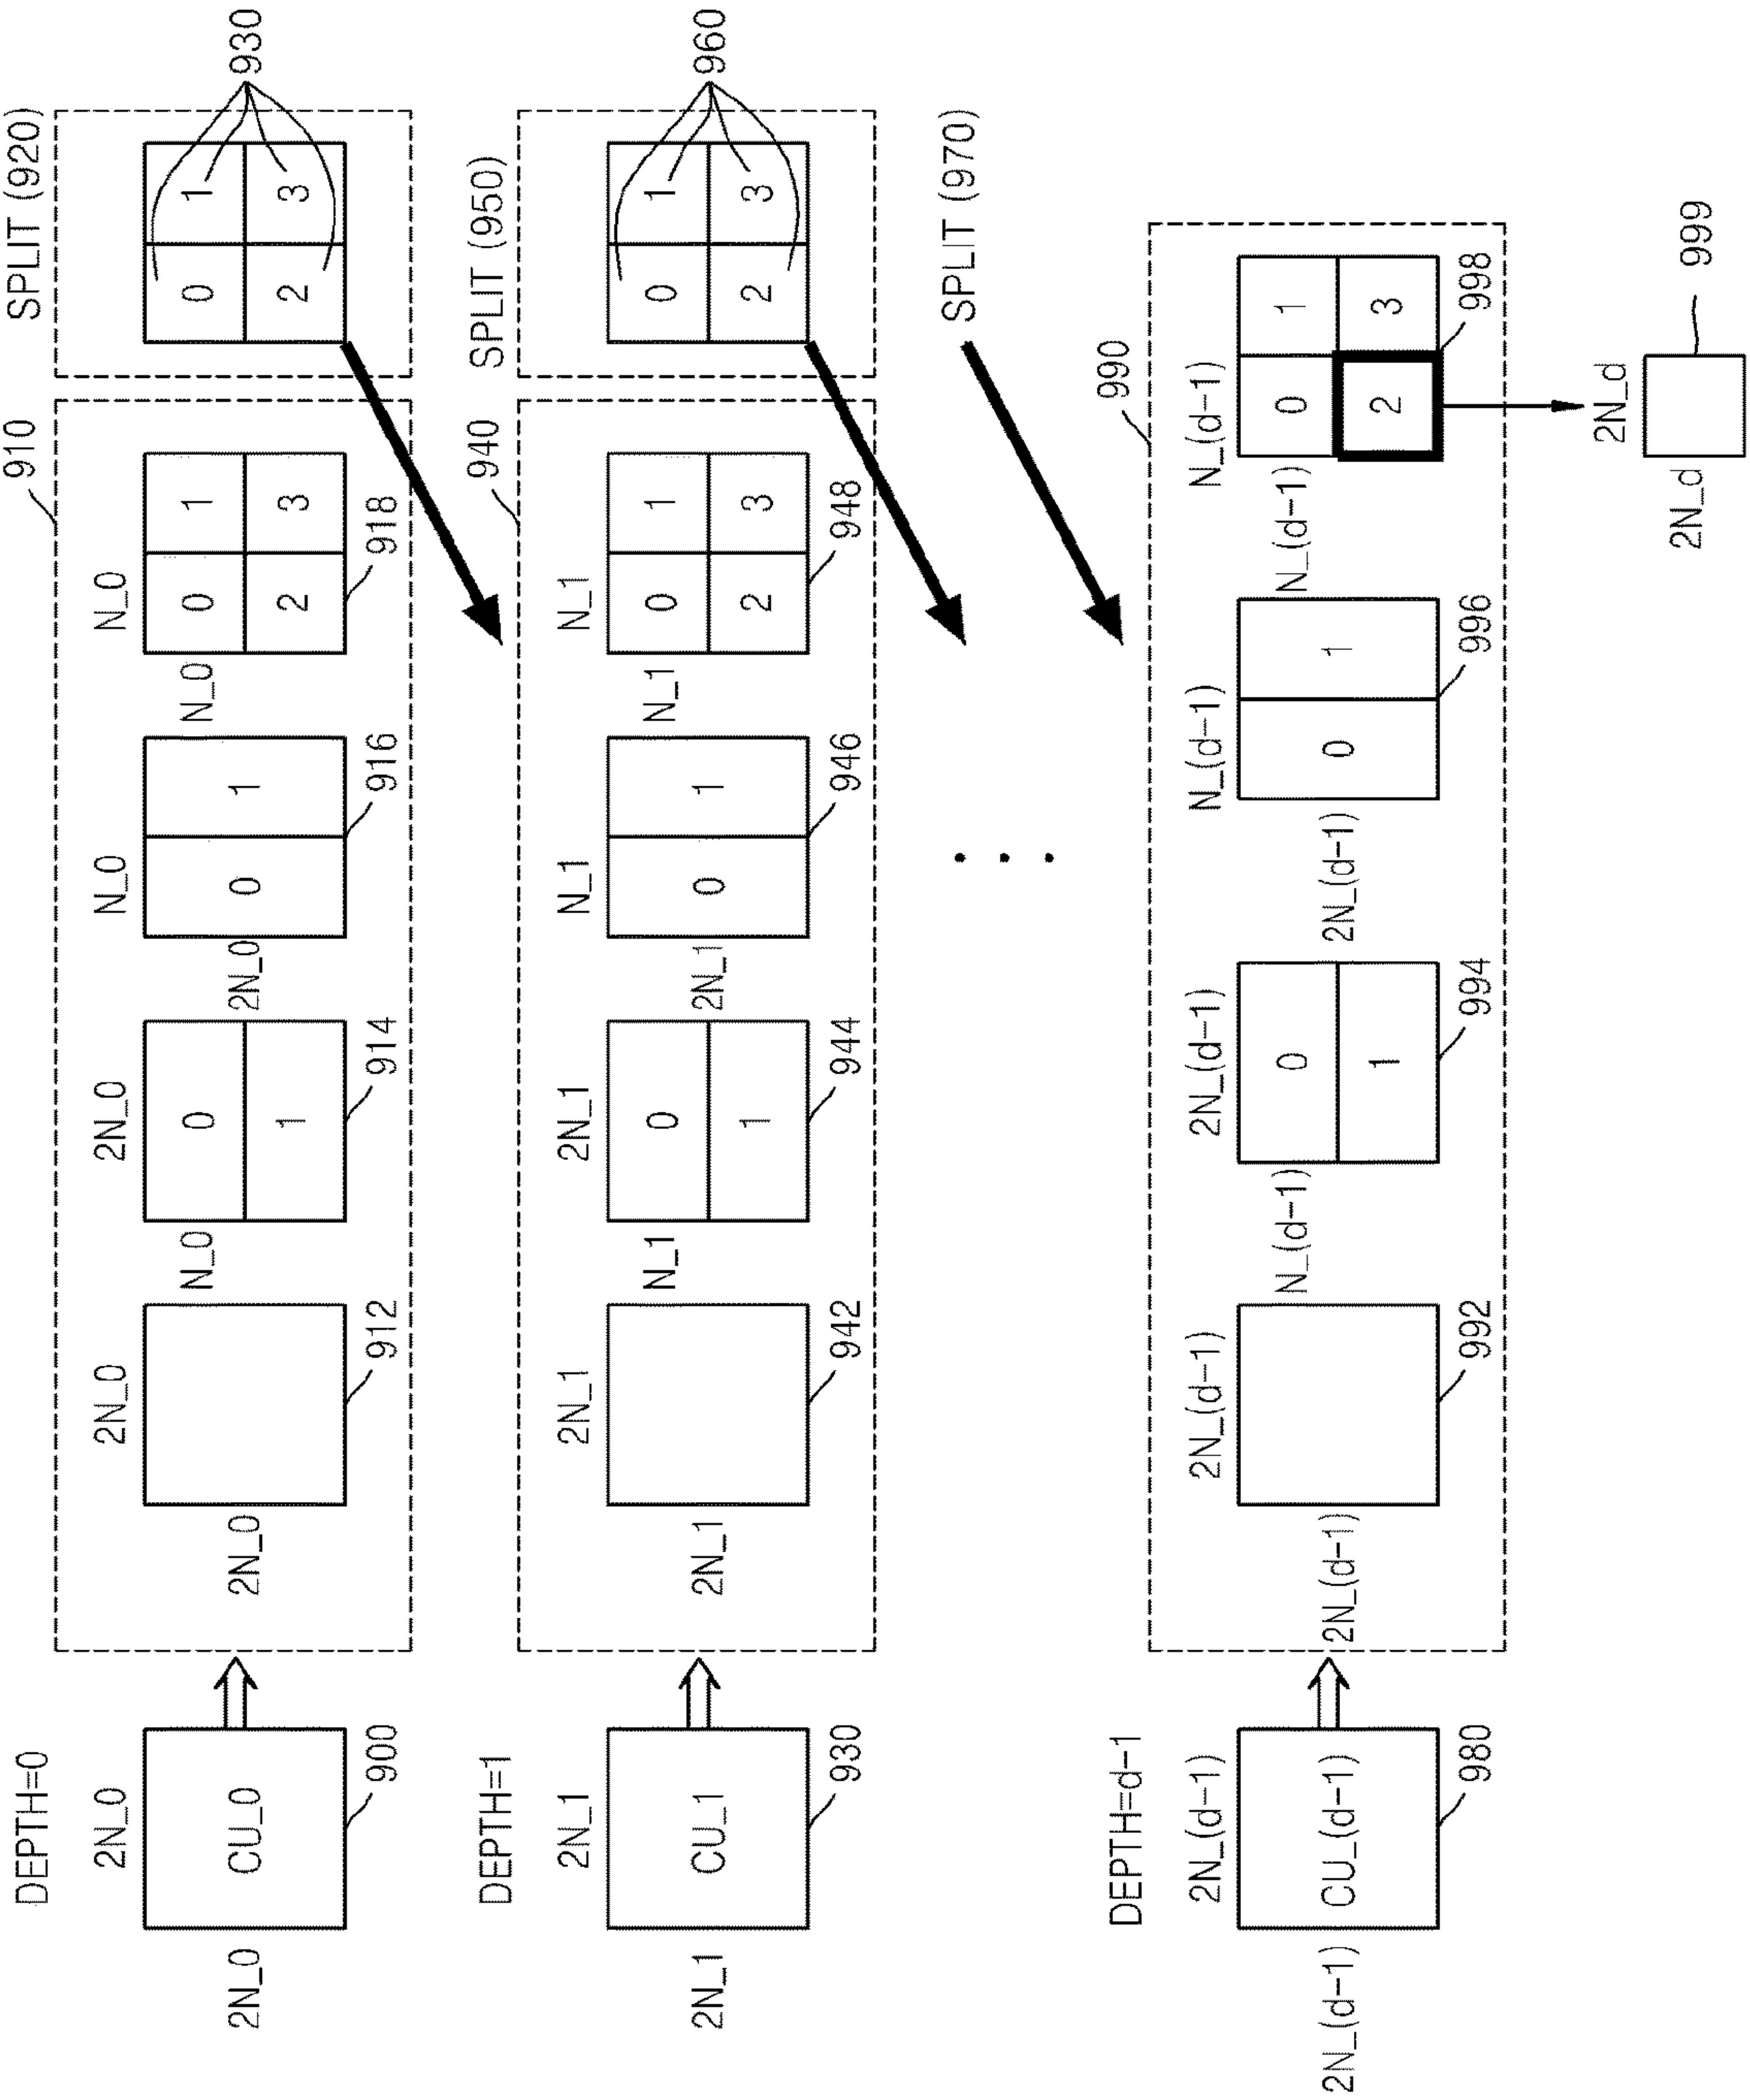 DEPTH=0
2N_0
2N_0
CU_0
900
910
2N_0
2N_0
912
2N_0
N_0
0
1
914
N_0
2N_0
0
1
916
N_0
N_0
0
1
2
3
918
SPLIT (920)
0
1
2
3
930
DEPTH=1
2N_1
2N_1
CU_1
930
940
2N_1
2N_1
942
2N_1
N_1
0
1
944
N_1
2N_1
0
1
946
N_1
N_1
0
1
2
3
948
SPLIT (950)
0
1
2
3
960
SPLIT (970)
DEPTH=d-1
2N_(d-1)
2N_(d-1)
CU_(d-1)
980
990
2N_(d-1)
2N_(d-1)
992
2N_(d-1)
N_(d-1)
0
1
994
N_(d-1)
2N_(d-1)
0
1
996
N_(d-1)
N_(d-1)
0
1
2
3
998
2N_d
2N_d
999